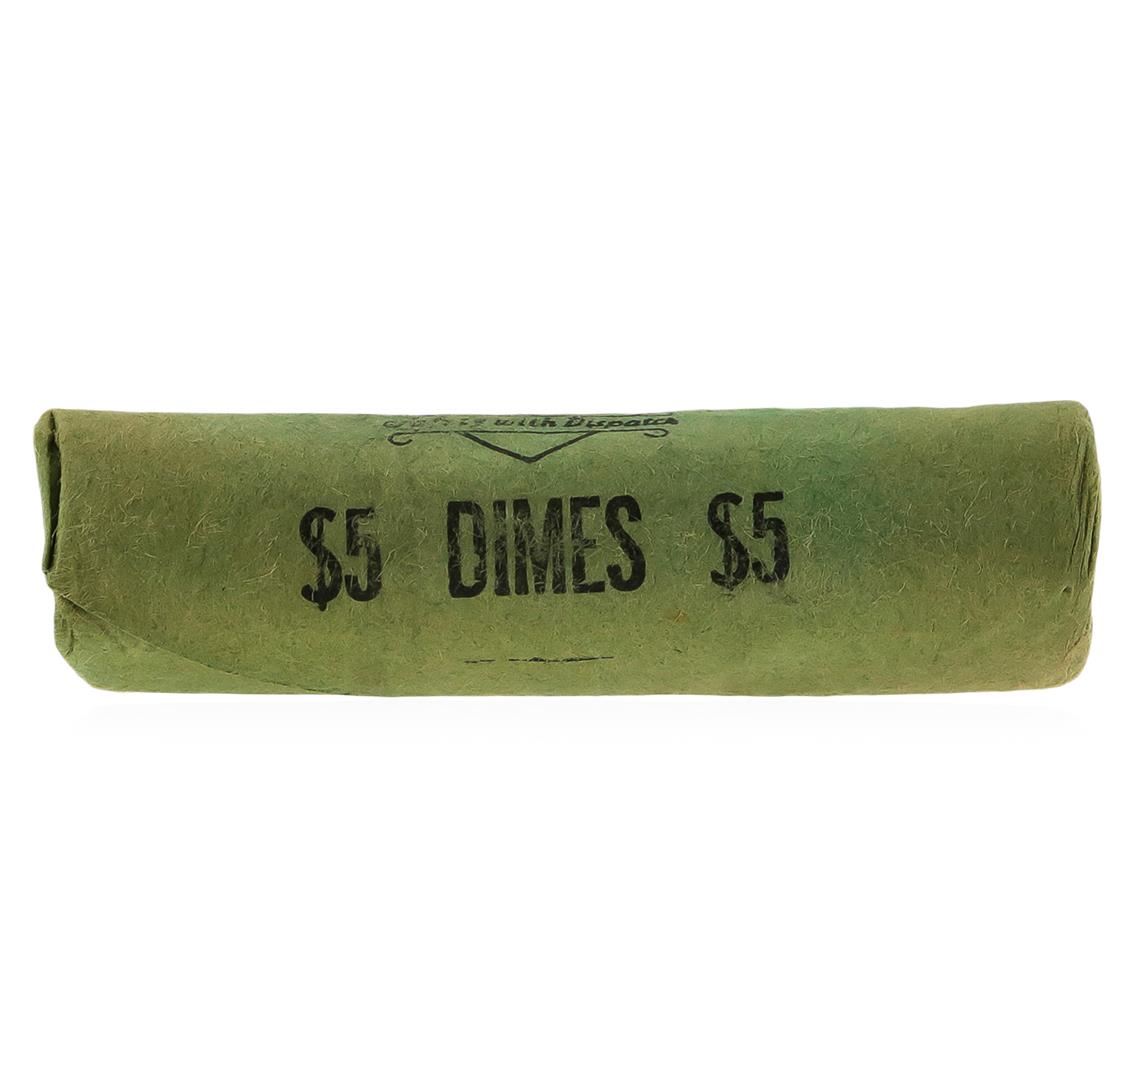 with Dispatch
$5 DIMES $5